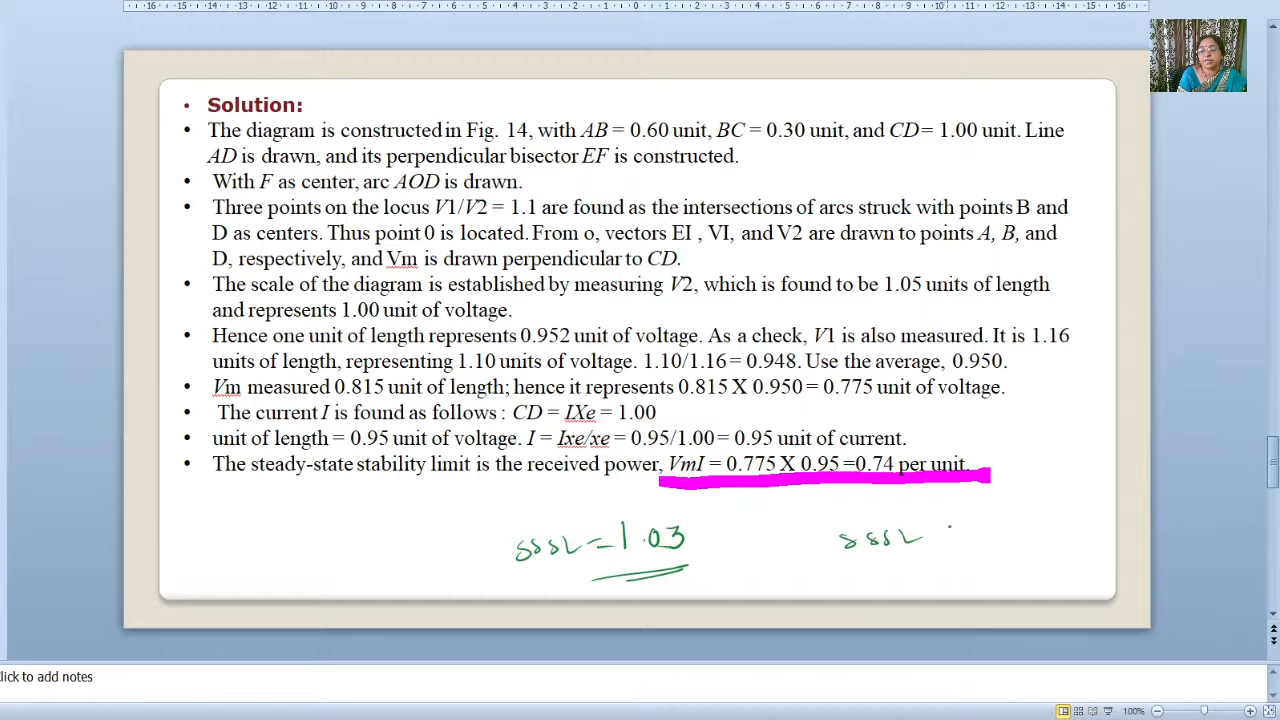 Solution:
The diagram is constructed in Fig. 14, with AB = 0.60 unit, BC = 0.30 unit, and CD= 1.00 unit. Line
AD is drawn, and its perpendicular bisector EF is constructed.
With F as center, arc AOD is drawn.
Three points on the locus V1/V2 = 1.1 are found as the intersections of arcs struck with points B and
D as centers. Thus point 0 is located. From o, vectors EI , VI, and V2 are drawn to points A, B, and
D, respectively, and Vm is drawn perpendicular to CD.
The scale of the diagram is established by measuring V2, which is found to be 1.05 units of length
and represents 1.00 unit of voltage.
Hence one unit of length represents 0.952 unit of voltage. As a check, V1 is also measured. It is 1.16
units of length, representing 1.10 units of voltage. 1.10/1.16 = 0.948. Use the average, 0.950.
Vm measured 0.815 unit of length; hence it represents 0.815 X 0.950 = 0.775 unit of voltage.
The current I is found as follows : CD = IXe = 1.00
unit of length = 0.95 unit of voltage. I = Ixe/xe = 0.95/1.00= 0.95 unit of current.
The steady-state stability limit is the received power, VmI = 0.775 X 0.95 =0.74 per unit.
SSSL = 1.03
SSSL
Click to add notes
100%